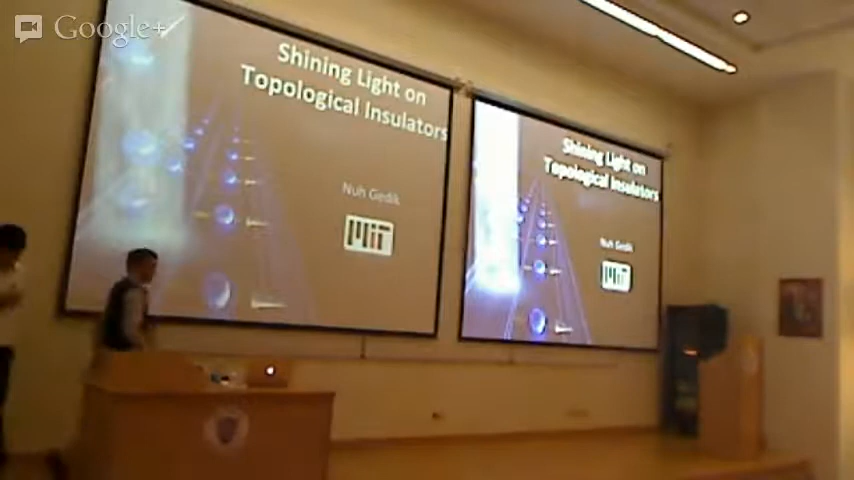 Google+
Shining Light on
Topological Insulators
Nuh Gedik
MIT
Shining Light on
Topological Insulators
Nuh Gedik
MIT